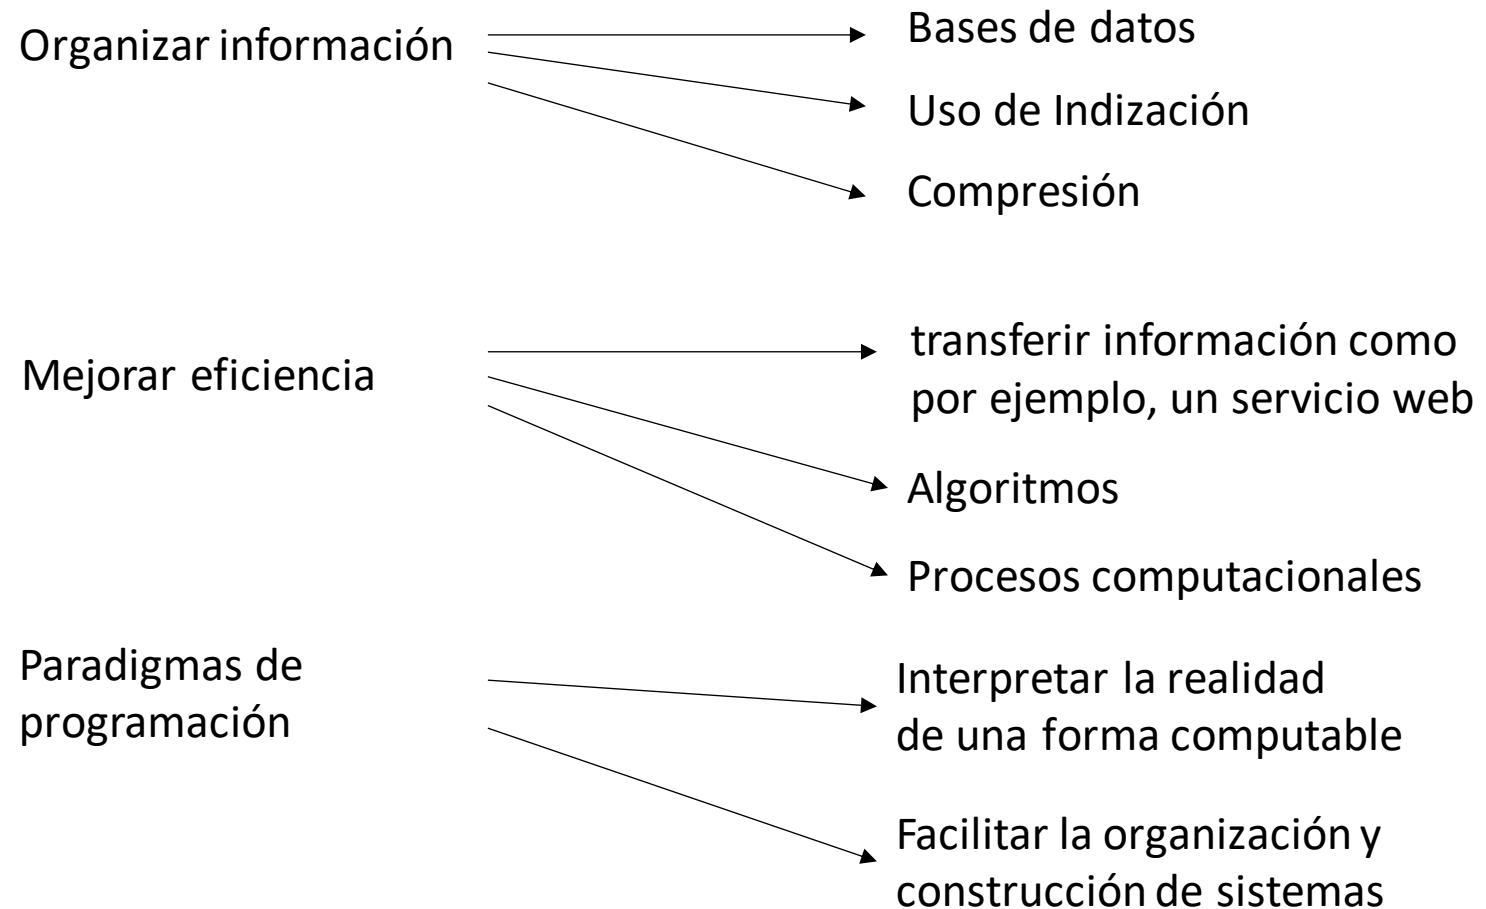 Organizar información
Bases de datos
Uso de Indización
Compresión
Mejorar eficiencia
transferir información como
por ejemplo, un servicio web
Algoritmos
Procesos computacionales
Paradigmas de
programación
Interpretar la realidad
de una forma computable
Facilitar la organización y
construcción de sistemas